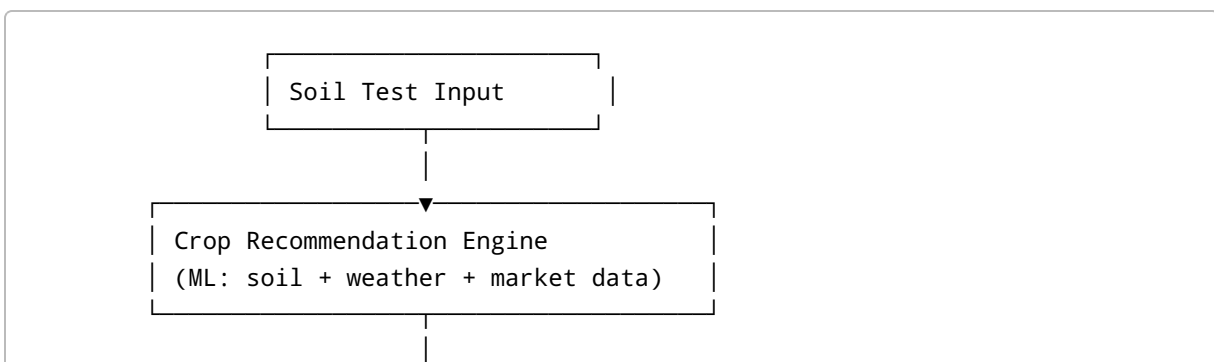 Soil Test Input
Crop Recommendation Engine
(ML: soil + weather + market data)